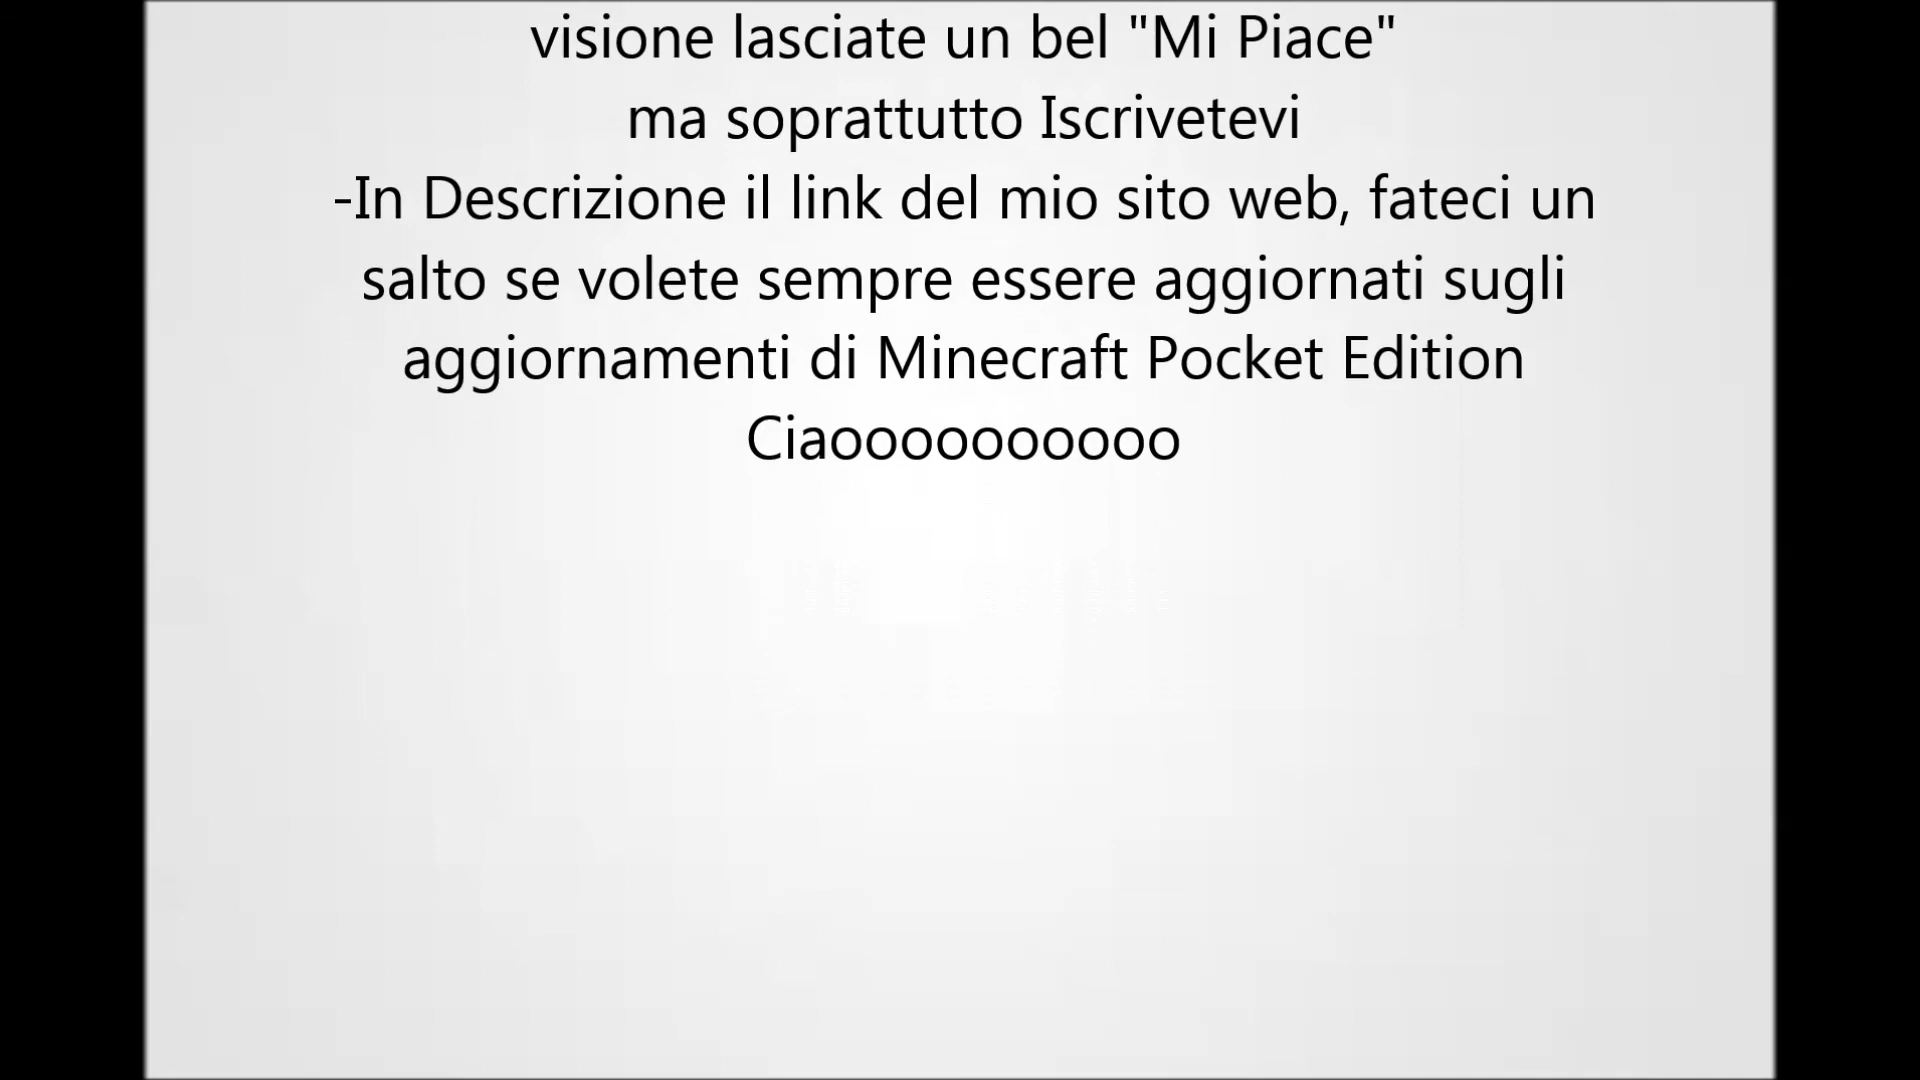 visione lasciate un bel "Mi Piace"
ma soprattutto Iscrivetevi
-In Descrizione il link del mio sito web, fateci un
salto se volete sempre essere aggiornati sugli
aggiornamenti di Minecraft Pocket Edition
Ciaoooooooooo